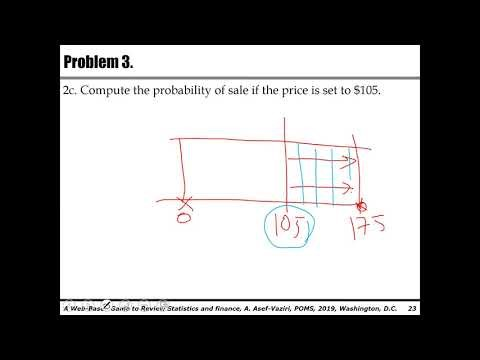 Problem 3.
2c. Compute the probability of sale if the price is set to $105.
0
105
175
A Web-Based Game to Review Statistics and finance, A. Asef-Vaziri, POMS, 2019, Washington, D.C. 23